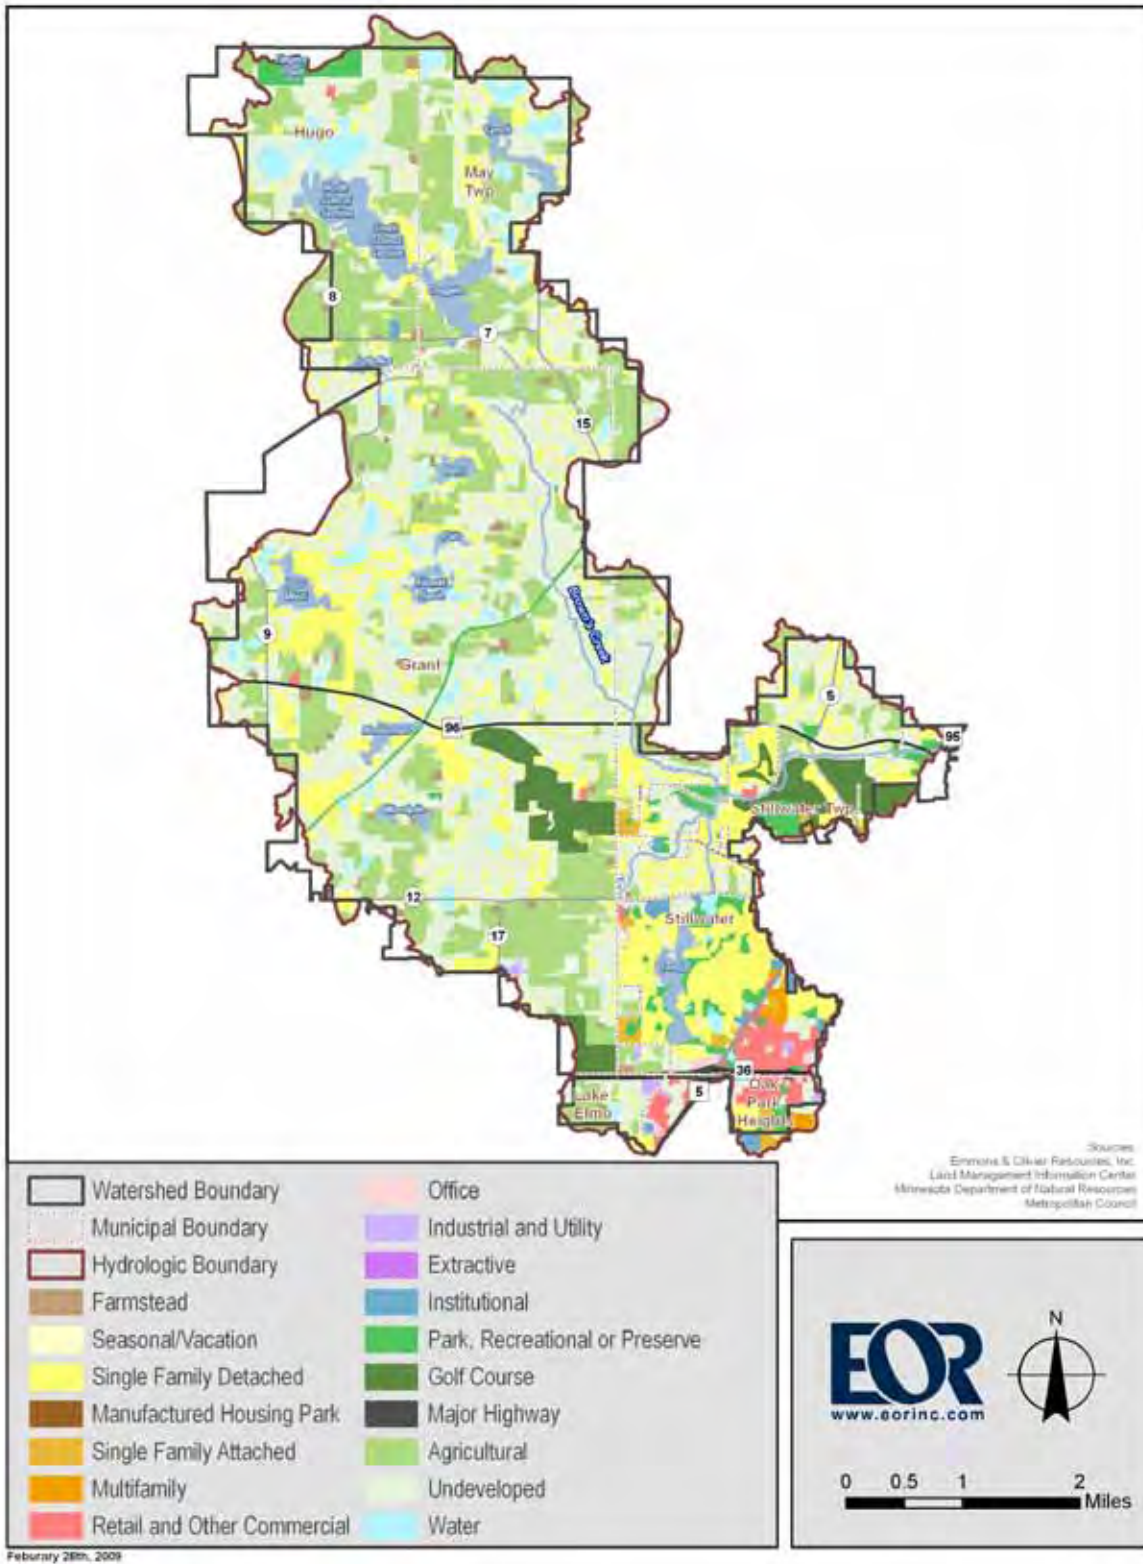 Hugo
May
Twp
8
7
15
Brown's Creek
9
Grant
96
5
95
Stillwater Twp
12
17
Stillwater
36
5
Lake
Elmo
Oak
Park
Heights
Sources:
Emmons & Olivier Resources, Inc.
Land Management Information Center
Minnesota Department of Natural Resources
Metropolitan Council
Watershed Boundary
Municipal Boundary
Hydrologic Boundary
Farmstead
Seasonal/Vacation
Single Family Detached
Manufactured Housing Park
Single Family Attached
Multifamily
Retail and Other Commercial
Office
Industrial and Utility
Extractive
Institutional
Park, Recreational or Preserve
Golf Course
Major Highway
Agricultural
Undeveloped
Water
EOR
www.eorinc.com
N
0 0.5 1 2
Miles
Feburary 26th, 2009